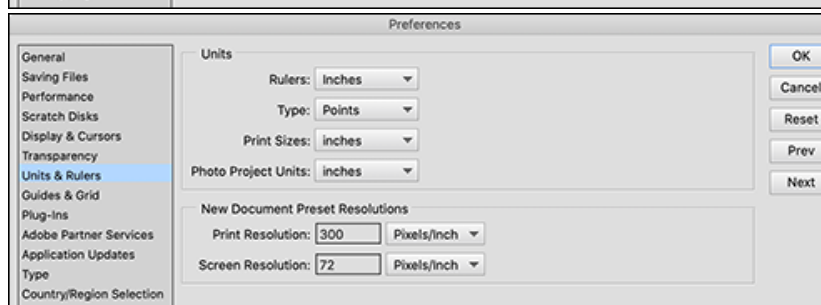 Preferences
General
Saving Files
Performance
Scratch Disks
Display & Cursors
Transparency
Units & Rulers
Guides & Grid
Plug-Ins
Adobe Partner Services
Application Updates
Type
Country/Region Selection
Units
Rulers: Inches
Type: Points
Print Sizes: inches
Photo Project Units: inches
New Document Preset Resolutions
Print Resolution: 300 Pixels/Inch
Screen Resolution: 72 Pixels/Inch
OK
Cancel
Reset
Prev
Next